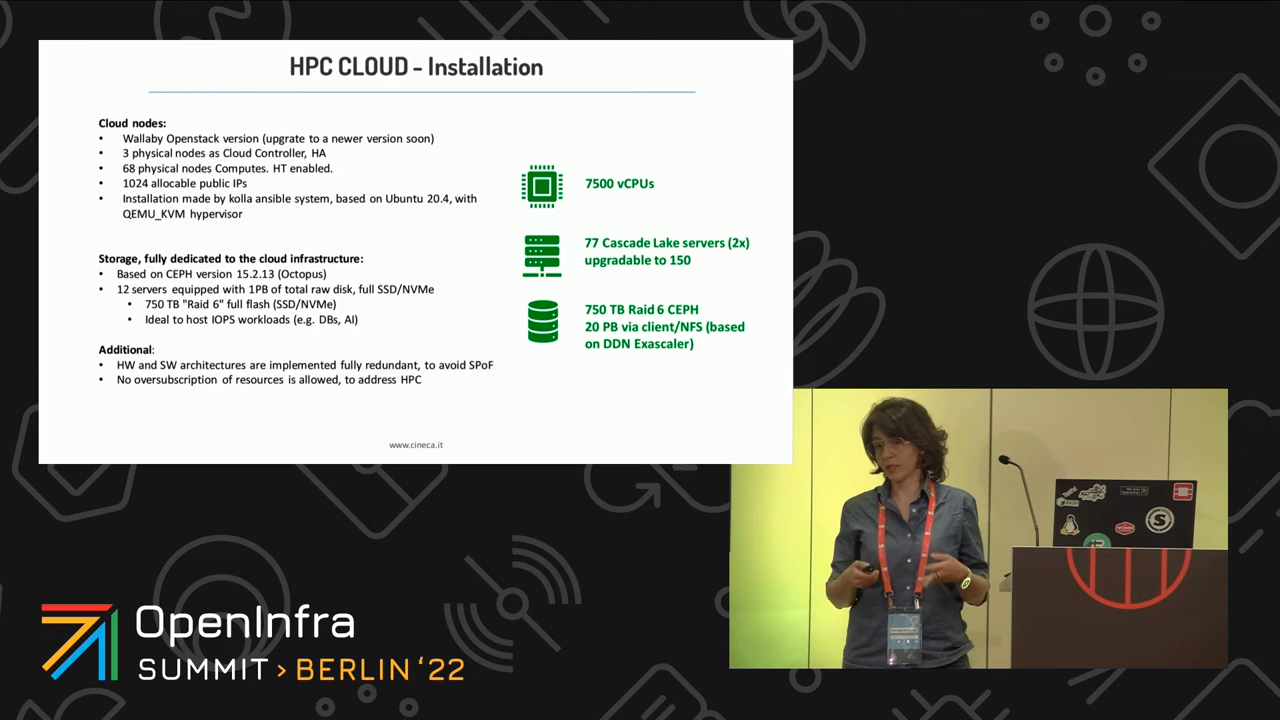 HPC CLOUD – Installation
Cloud nodes:
• Wallaby Openstack version (upgrate to a newer version soon)
• 3 physical nodes as Cloud Controller, HA
• 68 physical nodes Computes. HT enabled.
• 1024 allocable public IPs
• Installation made by kolla ansible system, based on Ubuntu 20.4, with
QEMU_KVM hypervisor
Storage, fully dedicated to the cloud infrastructure:
• Based on CEPH version 15.2.13 (Octopus)
• 12 servers equipped with 1PB of total raw disk, full SSD/NVMe
• 750 TB "Raid 6" full flash (SSD/NVMe)
• Ideal to host IOPS workloads (e.g. DBs, AI)
Additional:
• HW and SW architectures are implemented fully redundant, to avoid SPoF
• No oversubscription of resources is allowed, to address HPC
7500 vCPUs
77 Cascade Lake servers (2x)
upgradable to 150
750 TB Raid 6 CEPH
20 PB via client/NFS (based
on DDN Exascaler)
www.cineca.it
OpenInfra
SUMMIT > BERLIN ‘22